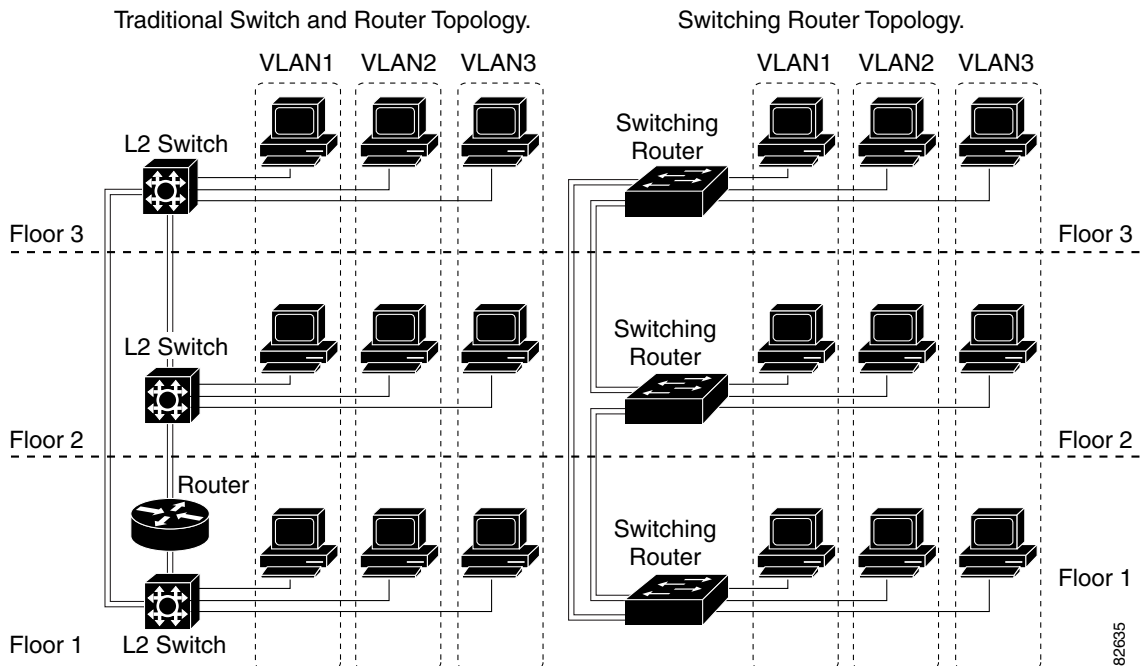 Traditional Switch and Router Topology.
Switching Router Topology.
VLAN1 VLAN2 VLAN3
VLAN1 VLAN2 VLAN3
L2 Switch
Switching
Router
Floor 3
Floor 3
L2 Switch
Switching
Router
Floor 2
Floor 2
Router
Switching
Router
Floor 1
Floor 1
L2 Switch
82635